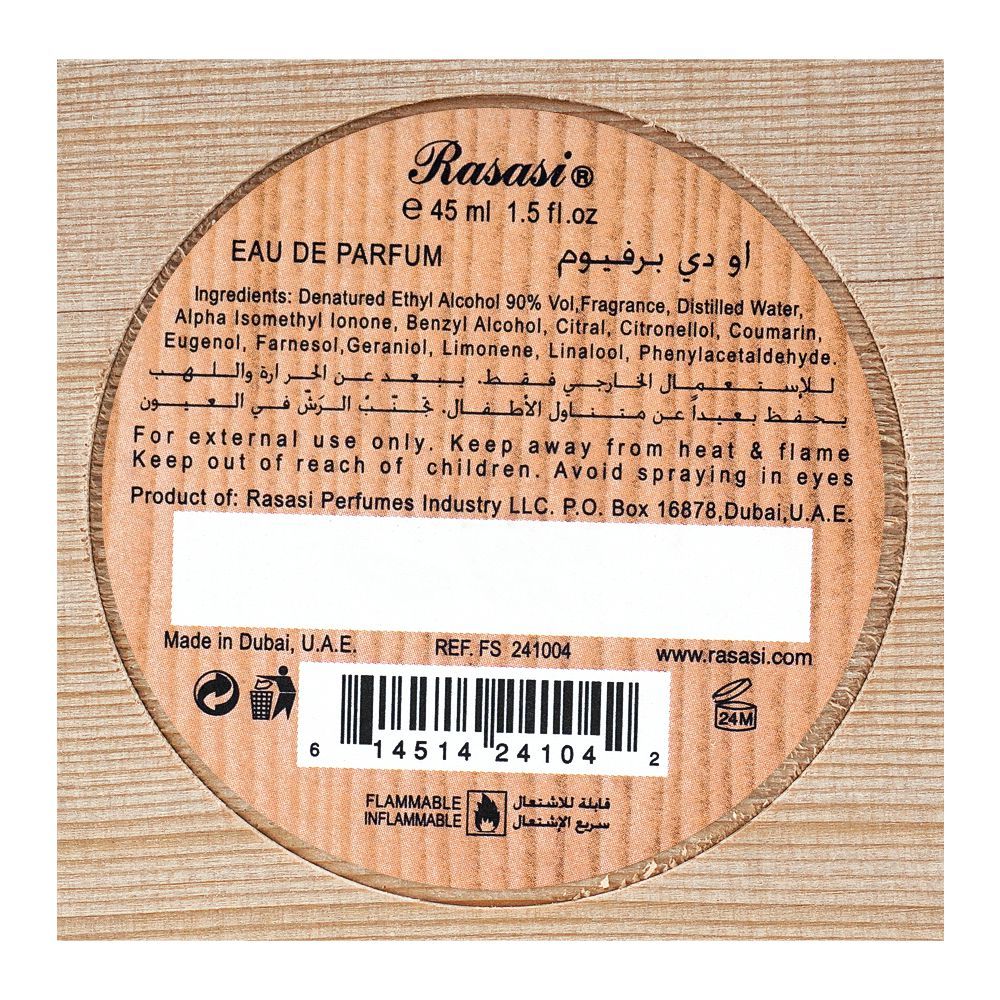 Rasasi®
℮ 45 ml 1.5 fl.oz
EAU DE PARFUM او دي برفيوم
Ingredients: Denatured Ethyl Alcohol 90% Vol,Fragrance, Distilled Water,
Alpha Isomethyl Ionone, Benzyl Alcohol, Citral, Citronellol, Coumarin,
Eugenol, Farnesol,Geraniol, Limonene, Linalool, Phenylacetaldehyde.
للإستعمال الخارجي فقط. يبعد عن الحرارة واللهب
يحفظ بعيداً عن متناول الأطفال. تجنّب الرّش في العيون
For external use only. Keep away from heat & flame
Keep out of reach of children. Avoid spraying in eyes
Product of: Rasasi Perfumes Industry LLC. P.O. Box 16878,Dubai,U.A.E.
Made in Dubai, U.A.E. REF. FS 241004 www.rasasi.com
24M
6 14514 24104 2
FLAMMABLE قابلة للاشتعال
INFLAMMABLE سريع الإشتعال